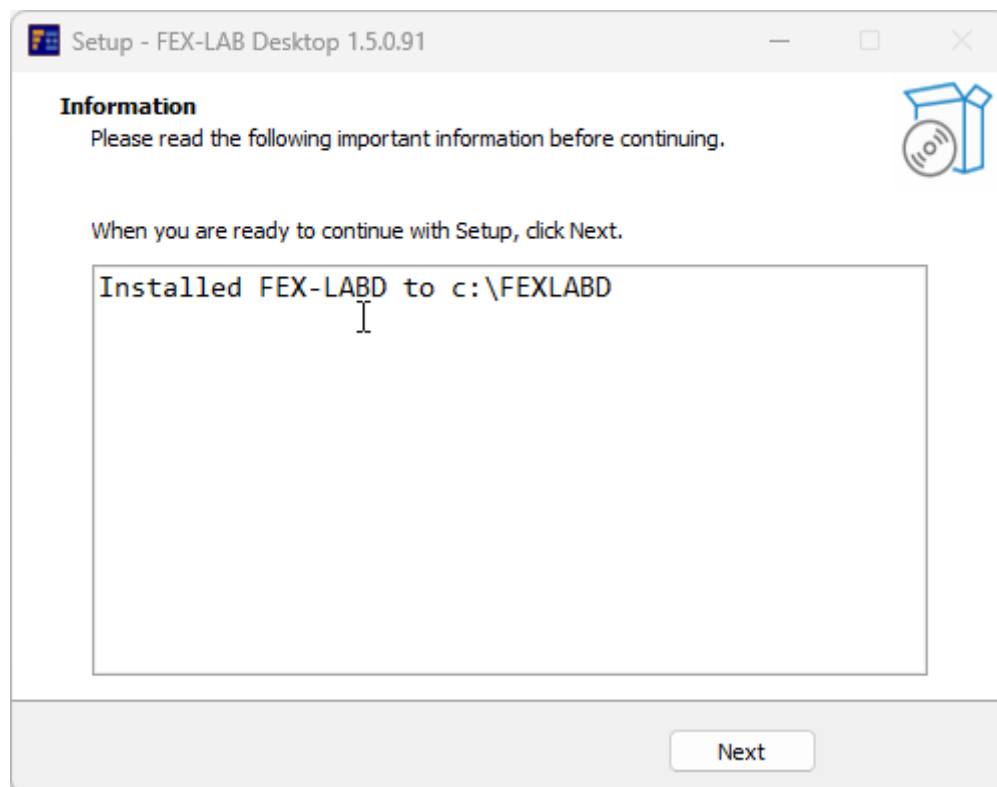 Setup - FEX-LAB Desktop 1.5.0.91
Information
Please read the following important information before continuing.
When you are ready to continue with Setup, click Next.
Installed FEX-LABD to c:\FEXLABD
Next